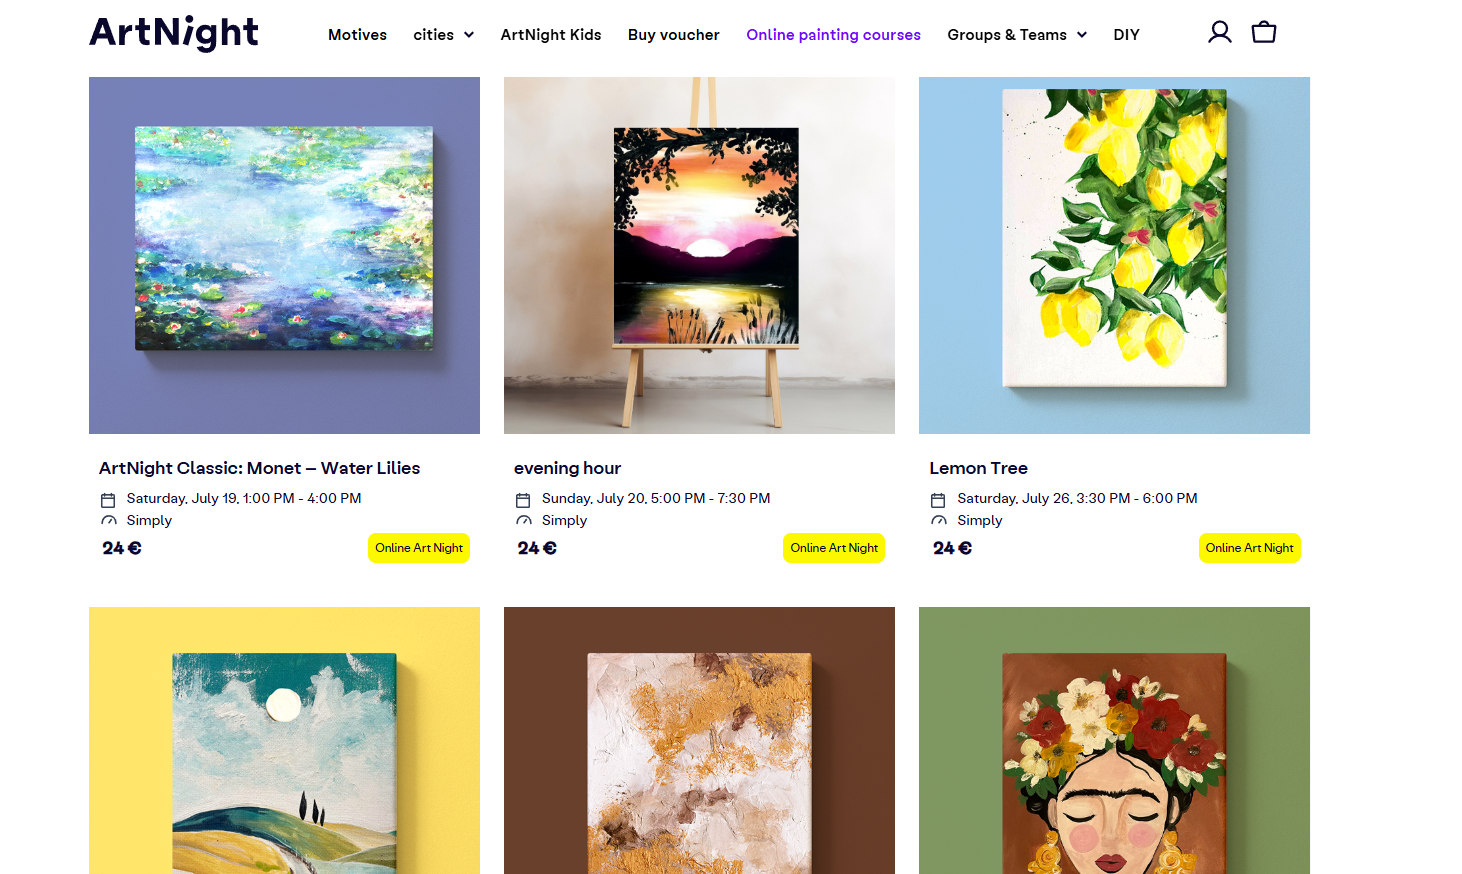 ArtNight
Motives cities ArtNight Kids Buy voucher Online painting courses Groups & Teams DIY
ArtNight Classic: Monet – Water Lilies
Saturday, July 19, 1:00 PM - 4:00 PM
Simply
24 €
Online Art Night
evening hour
Sunday, July 20, 5:00 PM - 7:30 PM
Simply
24 €
Online Art Night
Lemon Tree
Saturday, July 26, 3:30 PM - 6:00 PM
Simply
24 €
Online Art Night